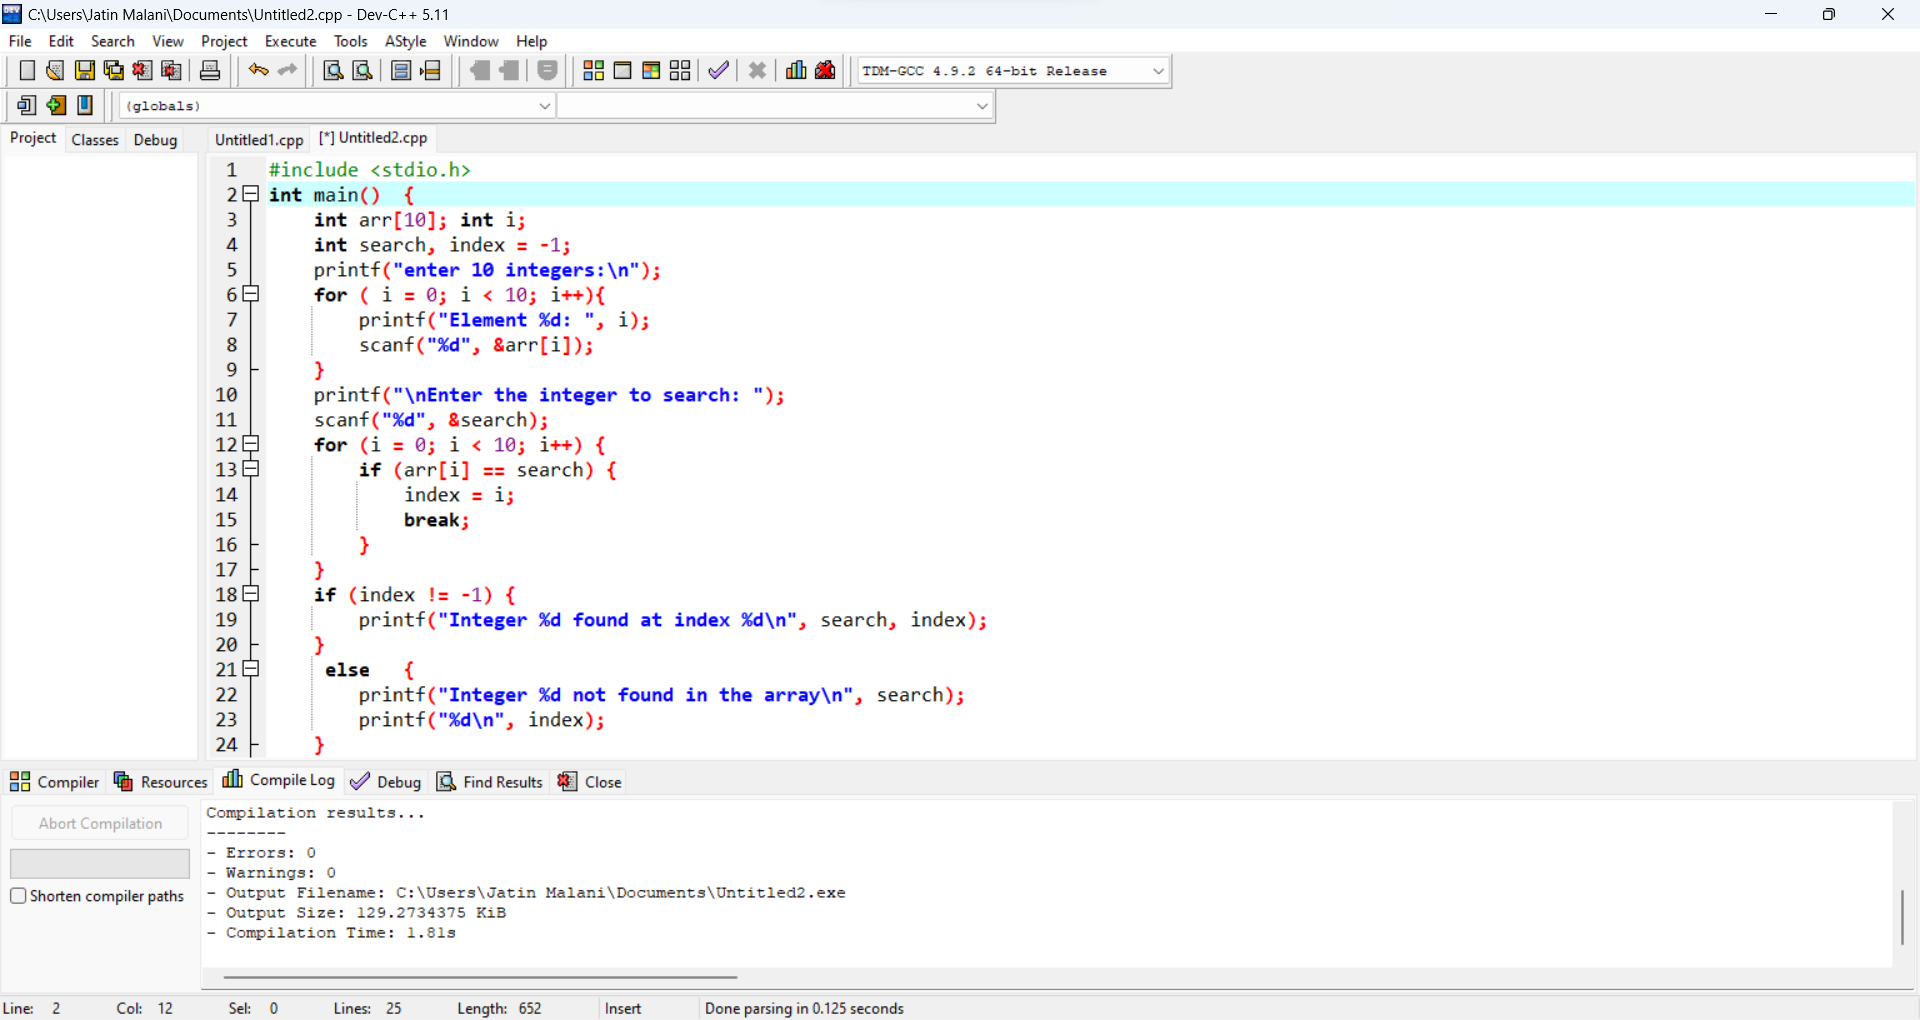 C:\Users\Jatin Malani\Documents\Untitled2.cpp - Dev-C++ 5.11
File Edit Search View Project Execute Tools AStyle Window Help
TDM-GCC 4.9.2 64-bit Release
(globals)
Project Classes Debug Untitled1.cpp [*] Untitled2.cpp
1 #include <stdio.h>
2 int main()  {
3     int arr[10]; int i;
4     int search, index = -1;
5     printf("enter 10 integers:\n");
6     for ( i = 0; i < 10; i++){
7         printf("Element %d: ", i);
8         scanf("%d", &arr[i]);
9     }
10     printf("\nEnter the integer to search: ");
11     scanf("%d", &search);
12     for (i = 0; i < 10; i++) {
13         if (arr[i] == search) {
14             index = i;
15             break;
16         }
17     }
18     if (index != -1) {
19         printf("Integer %d found at index %d\n", search, index);
20     }
21      else   {
22         printf("Integer %d not found in the array\n", search);
23         printf("%d\n", index);
24     }
Compiler Resources Compile Log Debug Find Results Close
Abort Compilation
Shorten compiler paths
Compilation results...
--------
- Errors: 0
- Warnings: 0
- Output Filename: C:\Users\Jatin Malani\Documents\Untitled2.exe
- Output Size: 129.2734375 KiB
- Compilation Time: 1.81s
Line: 2 Col: 12 Sel: 0 Lines: 25 Length: 652 Insert Done parsing in 0.125 seconds